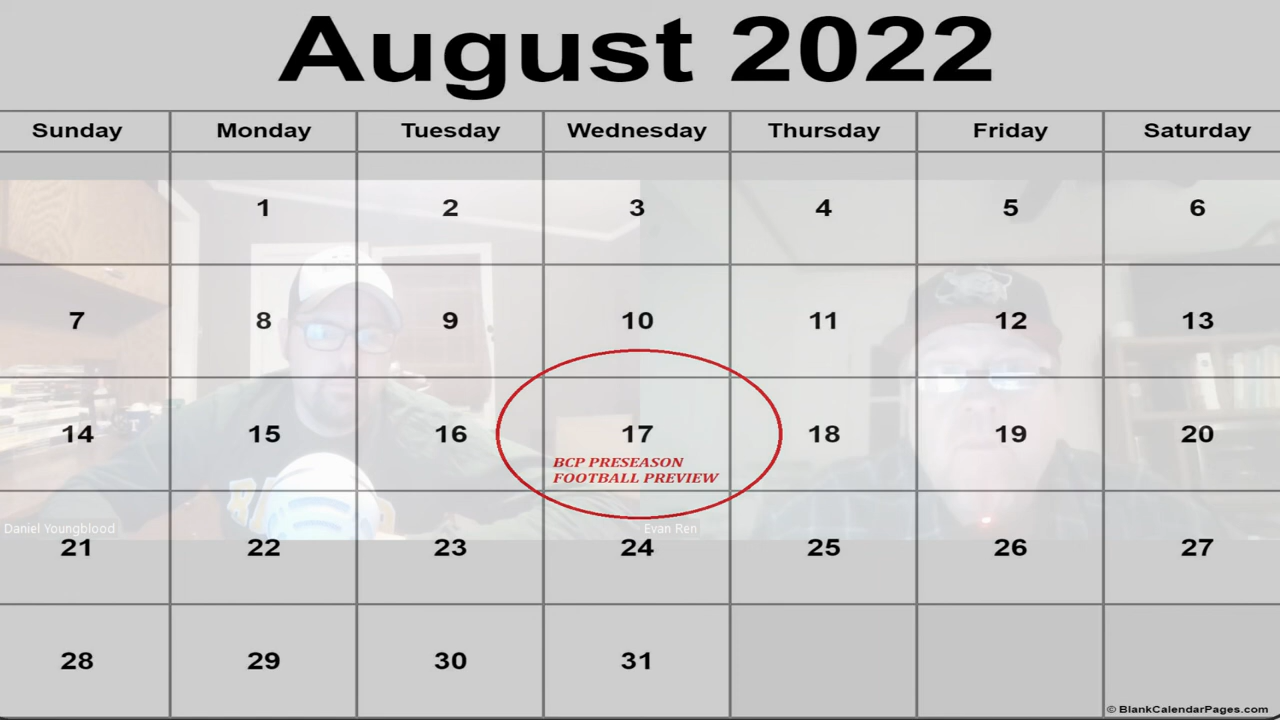 August 2022
Sunday Monday Tuesday Wednesday Thursday Friday Saturday
1 2 3 4 5 6
7 8 9 10 11 12 13
14 15 16 17 18 19 20
BCP PRESEASON
FOOTBALL PREVIEW
Daniel Youngblood Evan Ren
21 22 23 24 25 26 27
28 29 30 31
© BlankCalendarPages.com